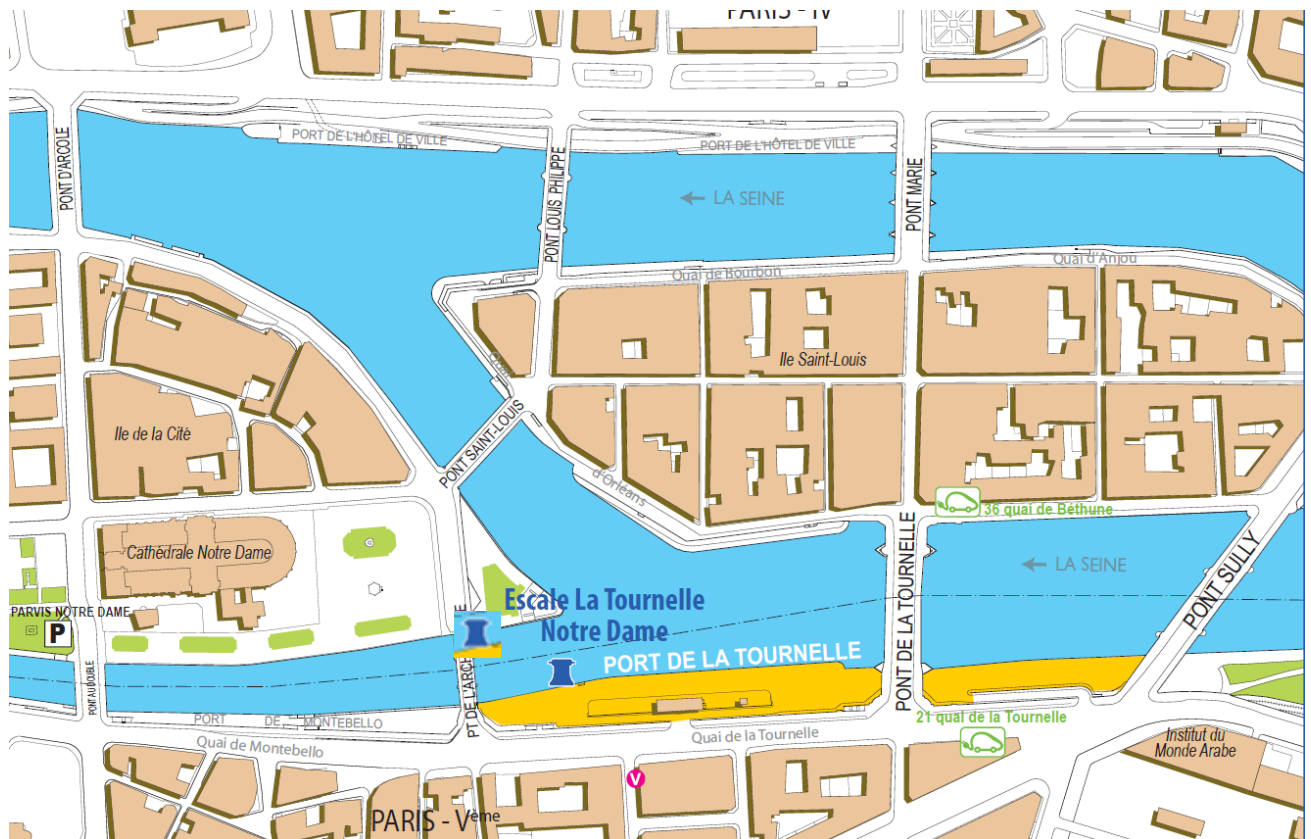 PARIS - IV
PORT DE L'HÔTEL DE VILLE
PORT DE L'HÔTEL DE VILLE
PONT D'ARCOLE
PONT LOUIS PHILIPPE
PONT MARIE
← LA SEINE
Quai de Bourbon
Quai d'Anjou
Ile Saint-Louis
Quai
d'Orléans
PONT SAINT-LOUIS
Ile de la Cité
36 quai de Béthune
Cathédrale Notre Dame
← LA SEINE
PONT SULLY
PONT DE LA TOURNELLE
PARVIS NOTRE DAME
P
Escale La Tournelle
Notre Dame
PORT DE LA TOURNELLE
PONT AU DOUBLE
PT DE L'ARCH
PORT DE MONTEBELLO
Quai de Montebello
Quai de la Tournelle
21 quai de la Tournelle
Institut du
Monde Arabe
V
PARIS - Vème